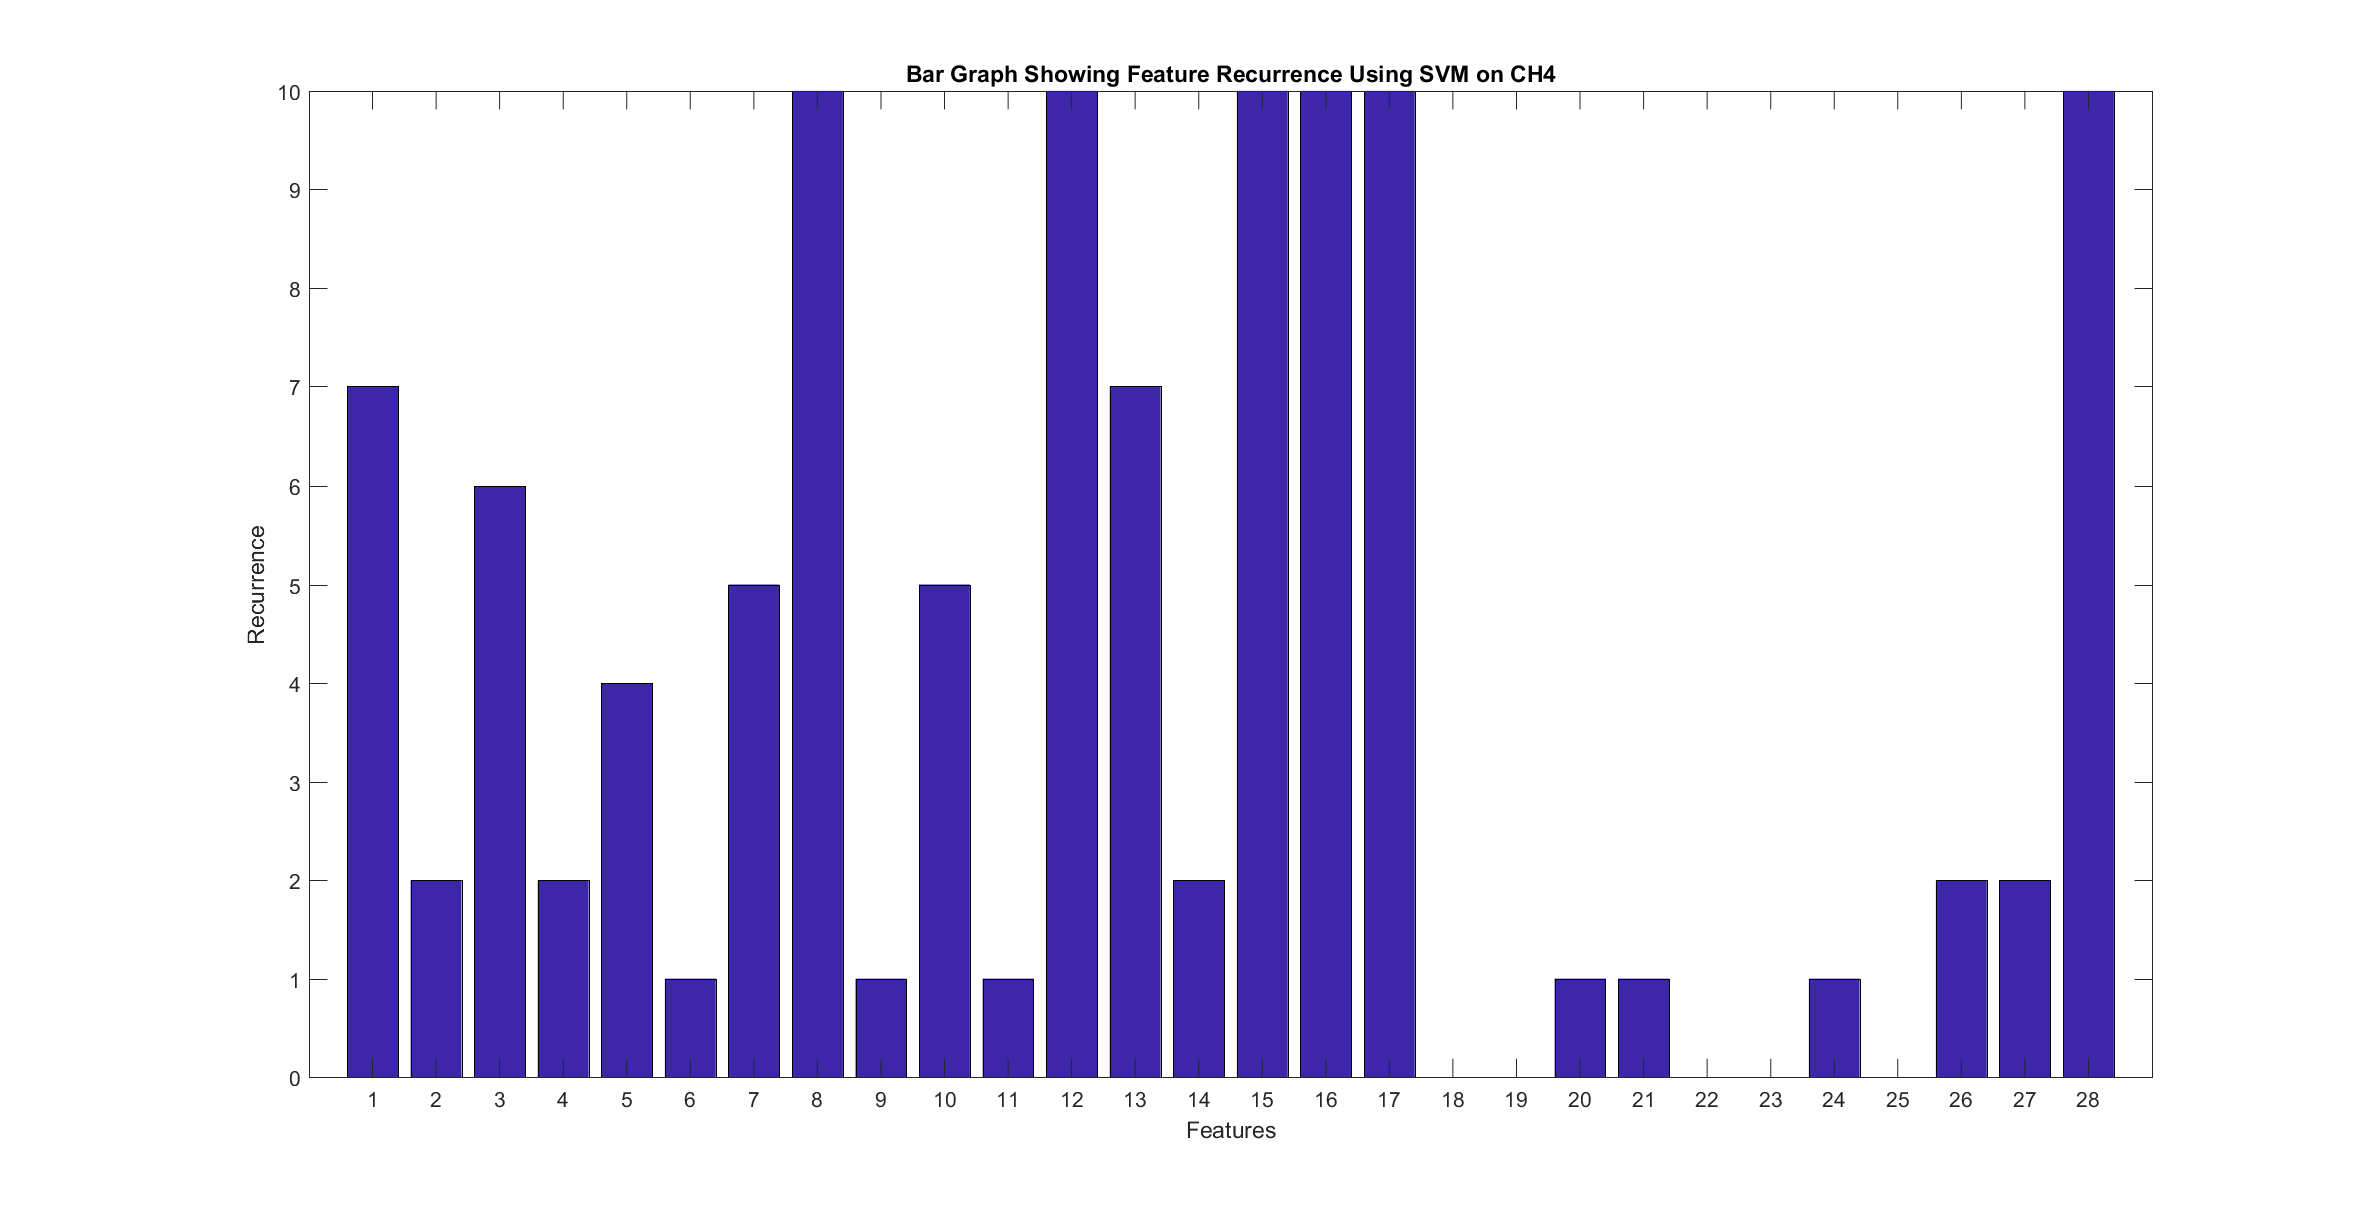 Bar Graph Showing Feature Recurrence Using SVM on CH4
10
9
8
7
6
5
4
3
2
1
0
Recurrence
1 2 3 4 5 6 7 8 9 10 11 12 13 14 15 16 17 18 19 20 21 22 23 24 25 26 27 28
Features